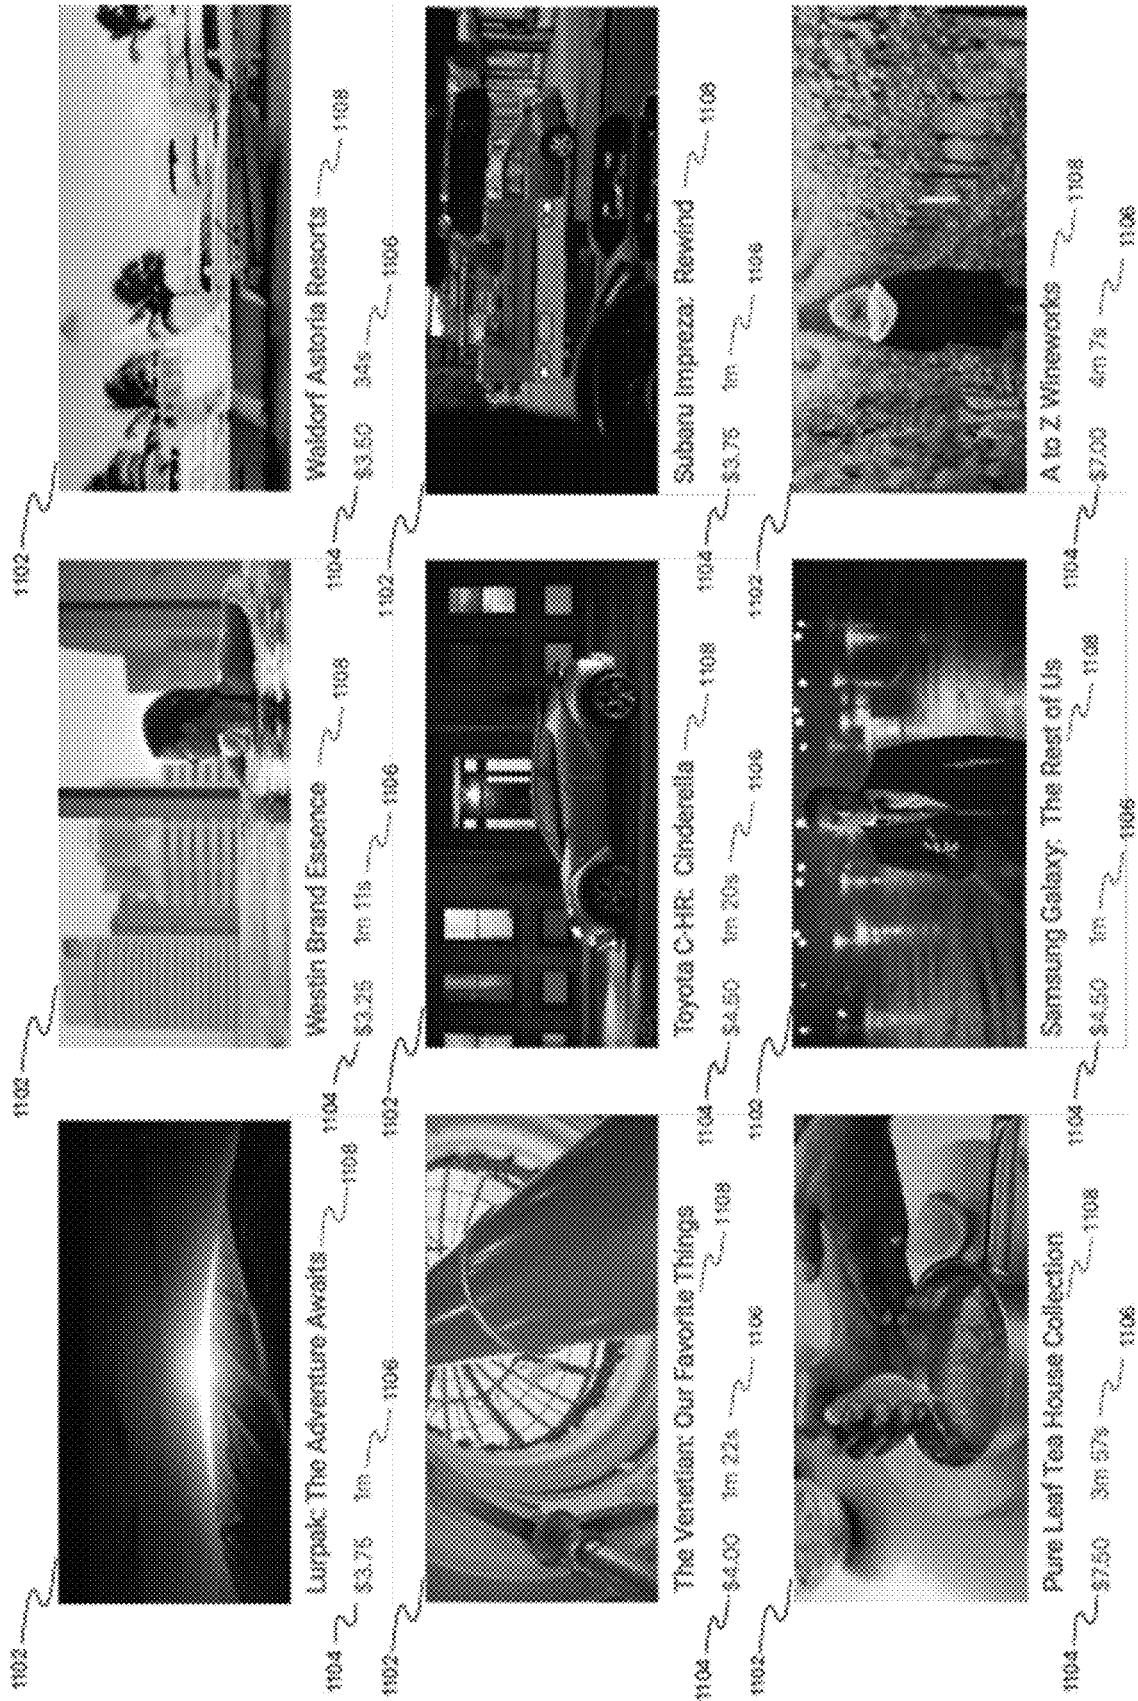 1102
1102
1102
Lurpak: The Adventure Awaits 1108
Westin Brand Essence 1108
Waldorf Astoria Resorts 1108
1104 $3.75 1m 1106
1104 $3.25 1m 11s 1106
1104 $3.50 34s 1106
1102
1102
1102
The Venetian: Our Favorite Things 1108
Toyota C-HR: Cinderella 1108
Subaru Impreza: Rewind 1108
1104 $4.00 1m 22s 1106
1104 $4.50 1m 20s 1106
1104 $3.75 1m 1106
1102
1102
1102
Pure Leaf Tea House Collection 1108
Samsung Galaxy: The Rest of Us 1108
A to Z Wineworks 1108
1104 $7.50 3m 57s 1106
1104 $4.50 1m 1106
1104 $7.00 4m 7s 1106